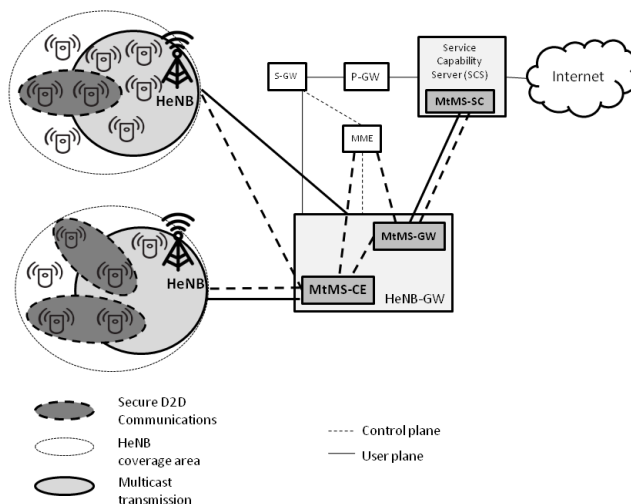 Service
Capability
Server (SCS)
S-GW
P-GW
Internet
MtMS-SC
HeNB
MME
MtMS-GW
HeNB
MtMS-CE
HeNB-GW
Secure D2D
Communications
HeNB
coverage area
Multicast
transmission
Control plane
User plane